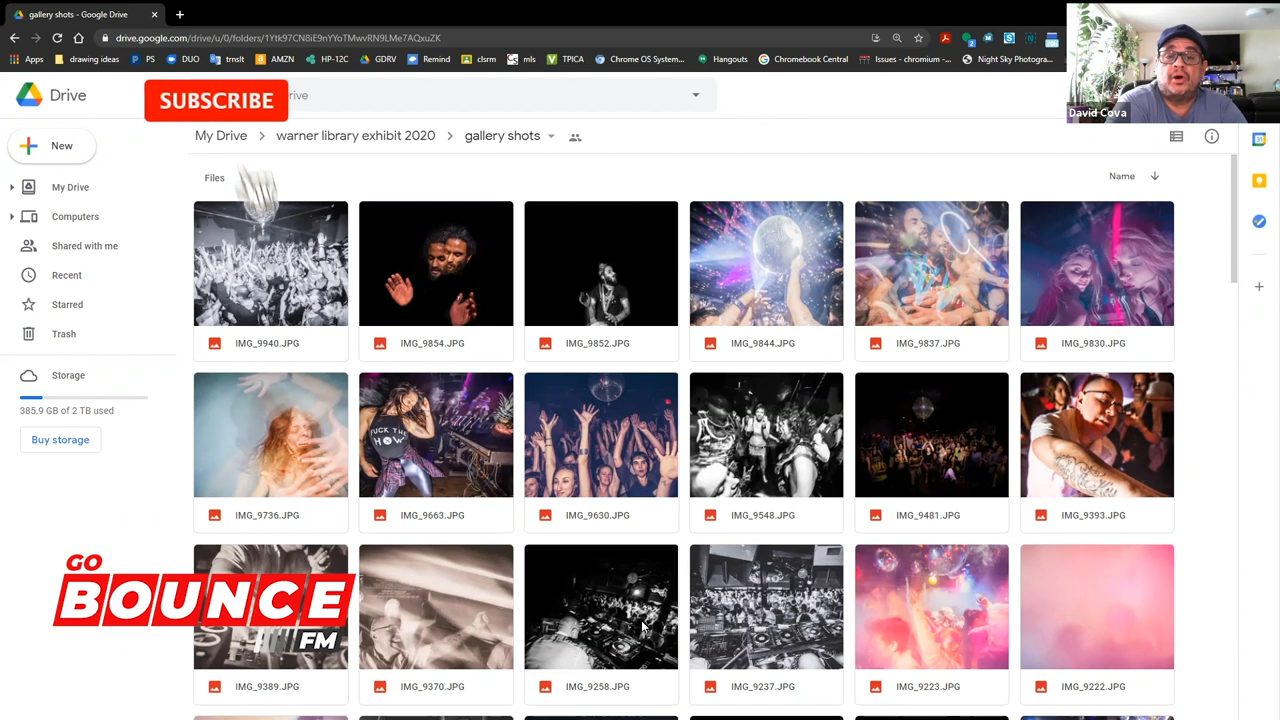 gallery shots - Google Drive
drive.google.com/drive/u/0/folders/1Ytk97CN8iE9nYYoTMwvRN9LMe7AQxuZK
Apps
drawing ideas
PS
DUO
trnslt
AMZN
HP-12C
GDRV
Remind
clsrm
mls
TPICA
Chrome OS System...
Hangouts
Chromebook Central
Issues - chromium -...
Night Sky Photogra...
David Cova
Drive
SUBSCRIBE
rive
My Drive
warner library exhibit 2020
gallery shots
New
Files
Name
My Drive
Computers
Shared with me
Recent
Starred
Trash
Storage
385.9 GB of 2 TB used
Buy storage
IMG_9940.JPG
IMG_9854.JPG
IMG_9852.JPG
IMG_9844.JPG
IMG_9837.JPG
IMG_9830.JPG
IMG_9736.JPG
IMG_9663.JPG
IMG_9630.JPG
IMG_9548.JPG
IMG_9481.JPG
IMG_9393.JPG
GO
BOUNCE
FM
IMG_9389.JPG
IMG_9370.JPG
IMG_9258.JPG
IMG_9237.JPG
IMG_9223.JPG
IMG_9222.JPG